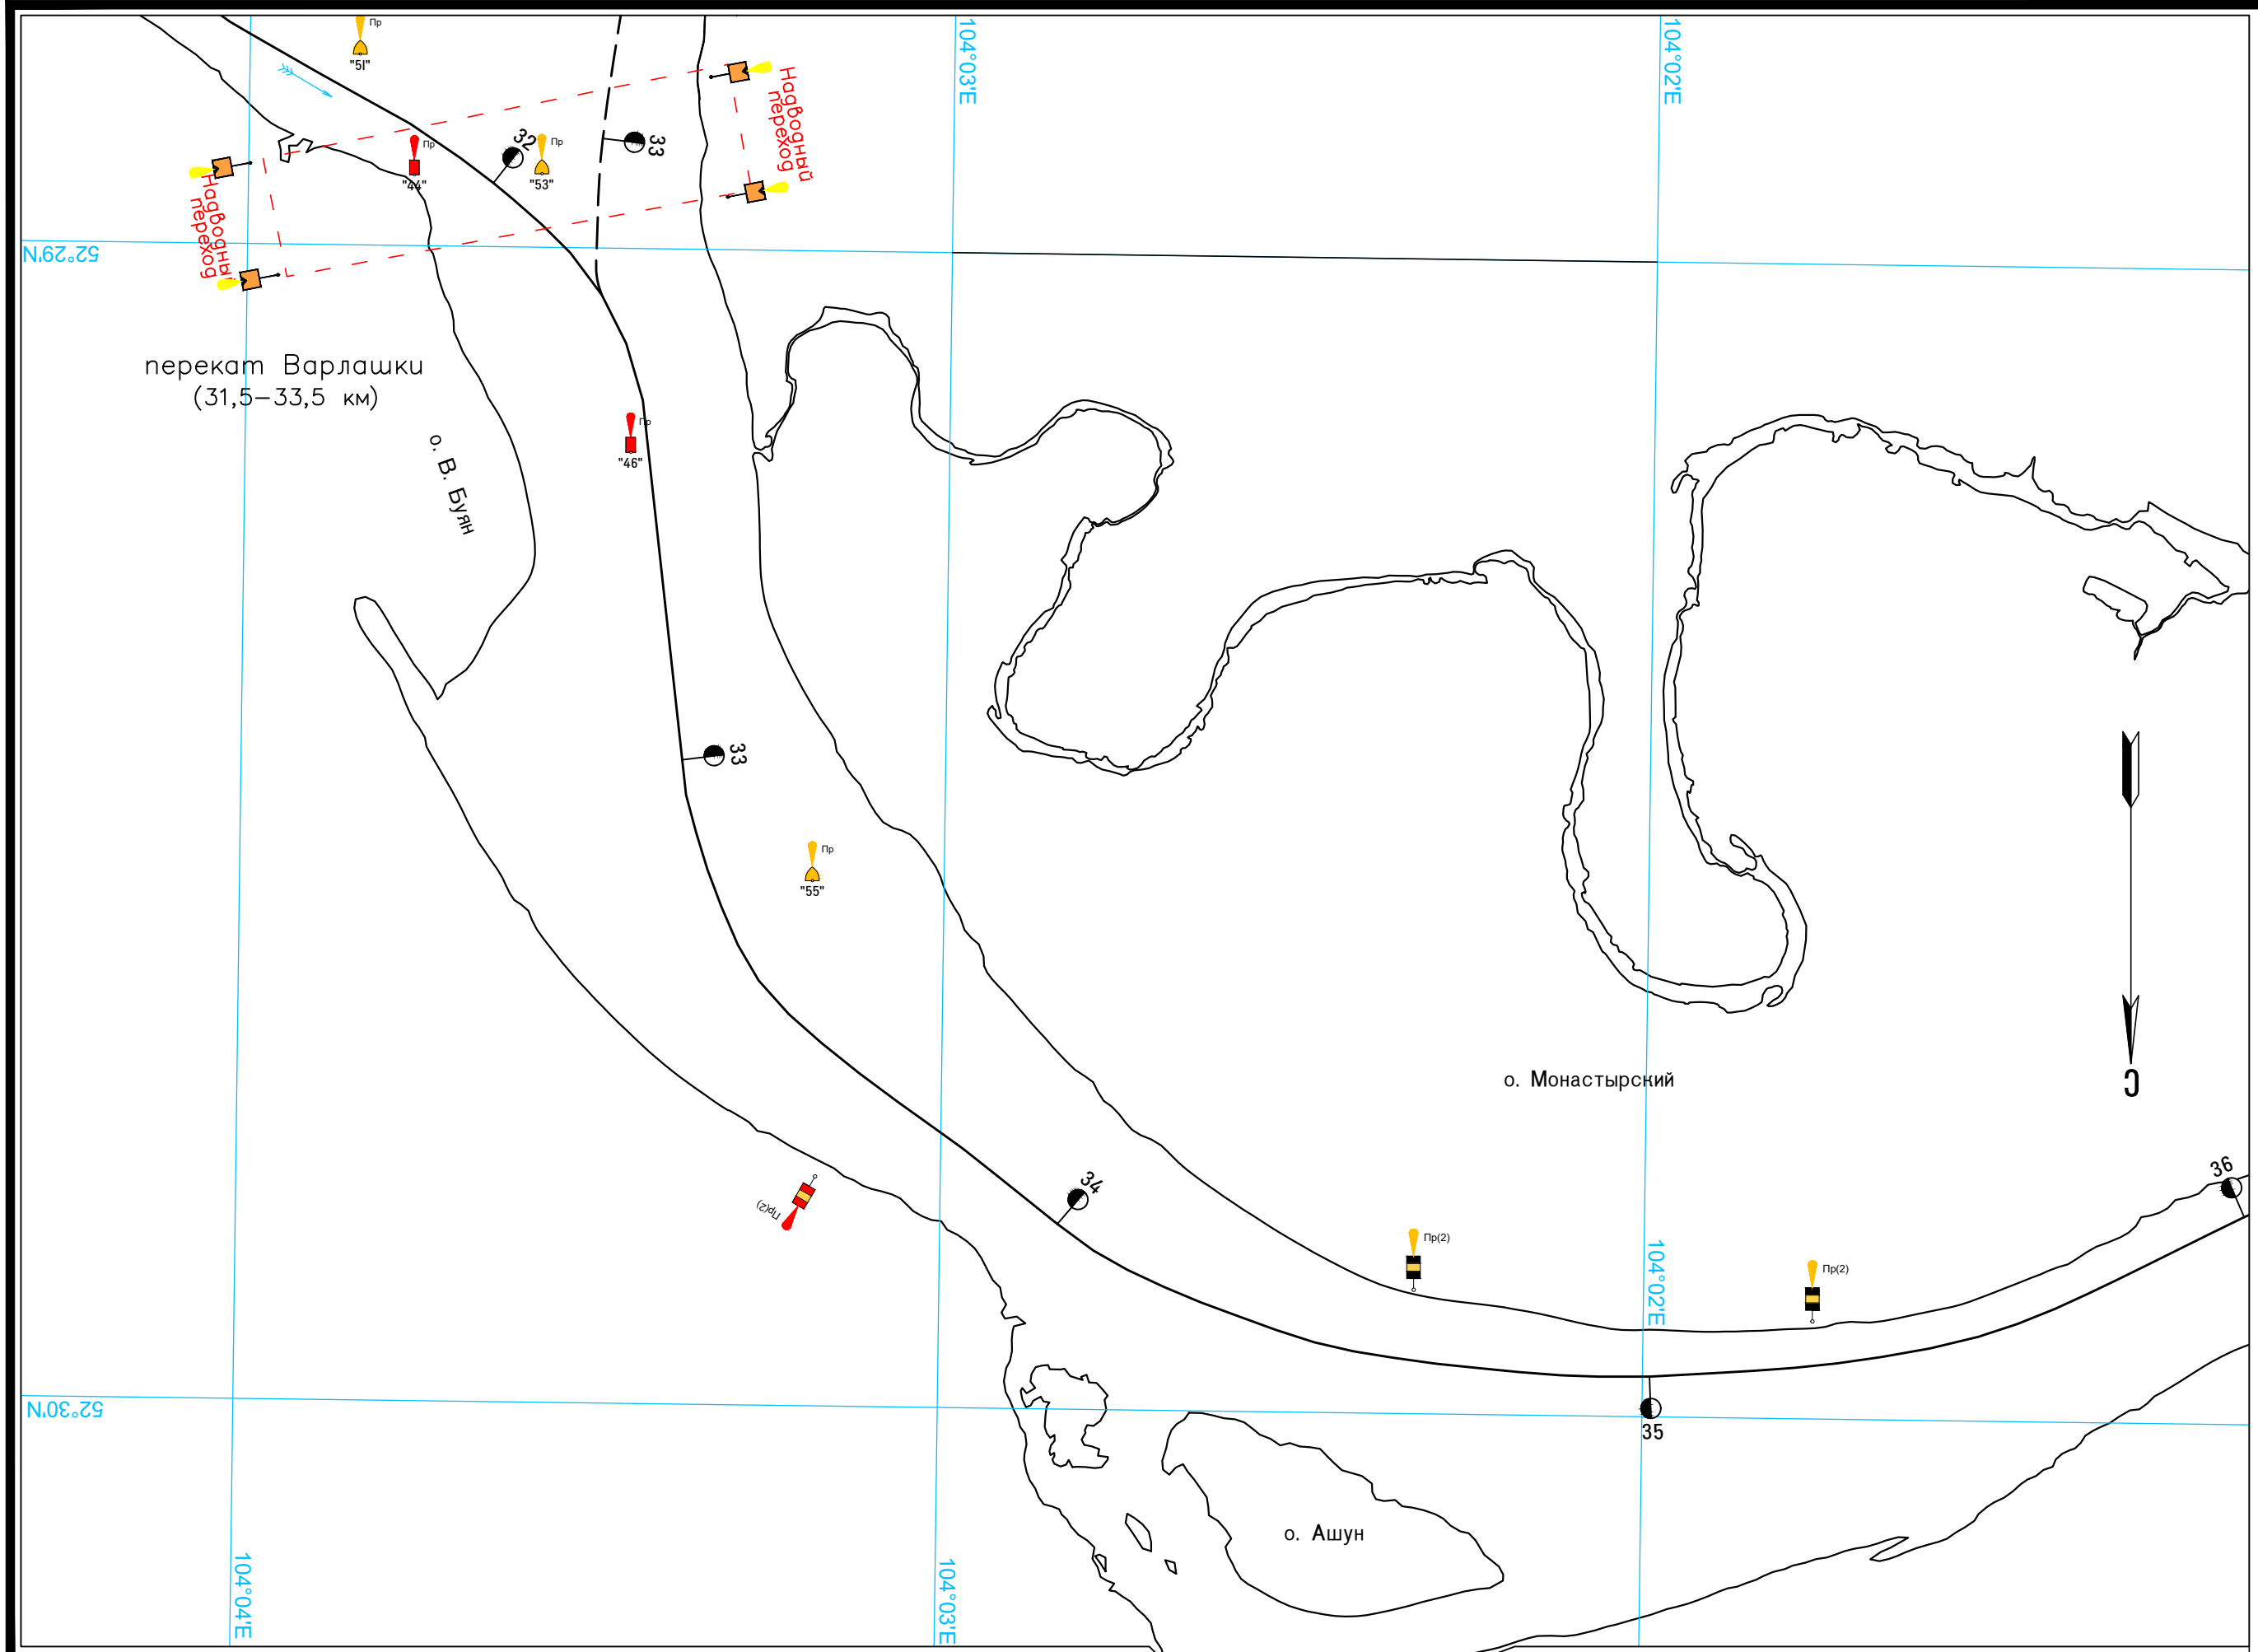 Пр
"51"
104°03'E
104°02'E
Надводный
переход
32
Пр
"53"
33
Пр
"44"
Надводный
переход
52°29'N
перекат Варлашки
(31,5–33,5 км)
Пр
"46"
о. В. Буян
33
Пр
"55"
о. Монастырский
С
34
36
Пр(2)
Пр(2)
Пр(2)
104°02'E
52°30'N
35
о. Ашун
104°04'E
104°03'E